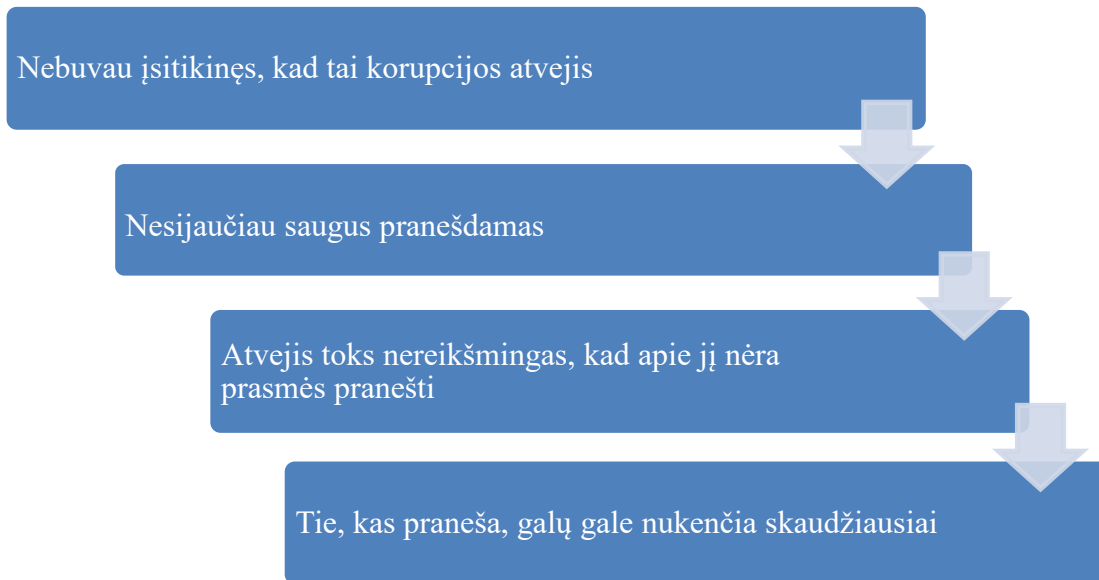 Nebuvau įsitikinęs, kad tai korupcijos atvejis
Nesijaučiau saugus pranešdamas
Atvejis toks nereikšmingas, kad apie jį nėra
prasmės pranešti
Tie, kas praneša, galų gale nukenčia skaudžiausiai